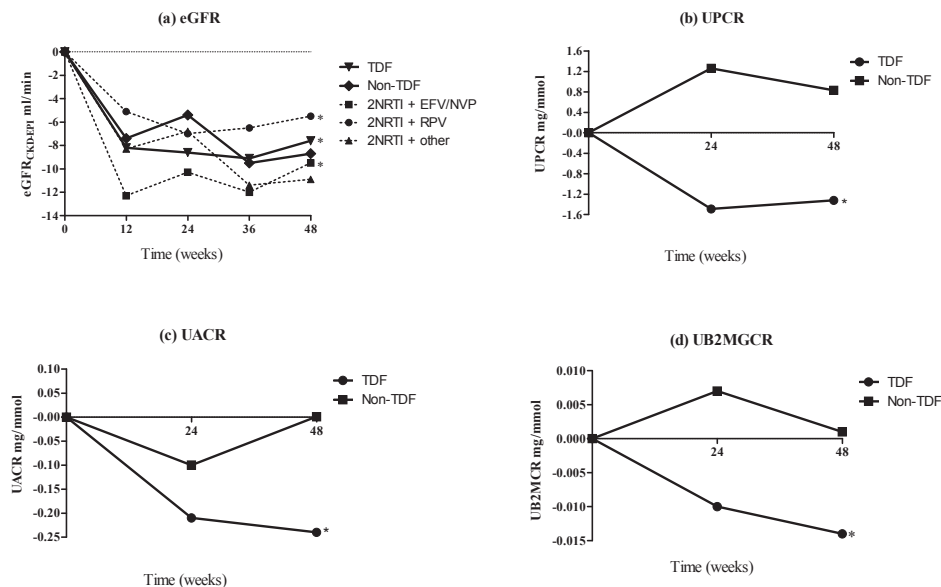 (a) eGFR
eGFR CKD-EPI ml/min
0
-2
-4
-6
-8
-10
-12
-14
0 12 24 36 48
Time (weeks)
TDF
Non-TDF
2NRTI + EFV/NVP
2NRTI + RPV
2NRTI + other
*
*
*
(b) UPCR
UPCR mg/mmol
1.6
1.2
0.8
0.4
-0.0
-0.4
-0.8
-1.2
-1.6
24 48
Time (weeks)
TDF
Non-TDF
*
(c) UACR
UACR mg/mmol
0.10
0.05
-0.00
-0.05
-0.10
-0.15
-0.20
-0.25
24 48
Time (weeks)
TDF
Non-TDF
*
(d) UB2MGCR
UB2MCR mg/mmol
0.010
0.005
0.000
-0.005
-0.010
-0.015
24 48
Time (weeks)
TDF
Non-TDF
*